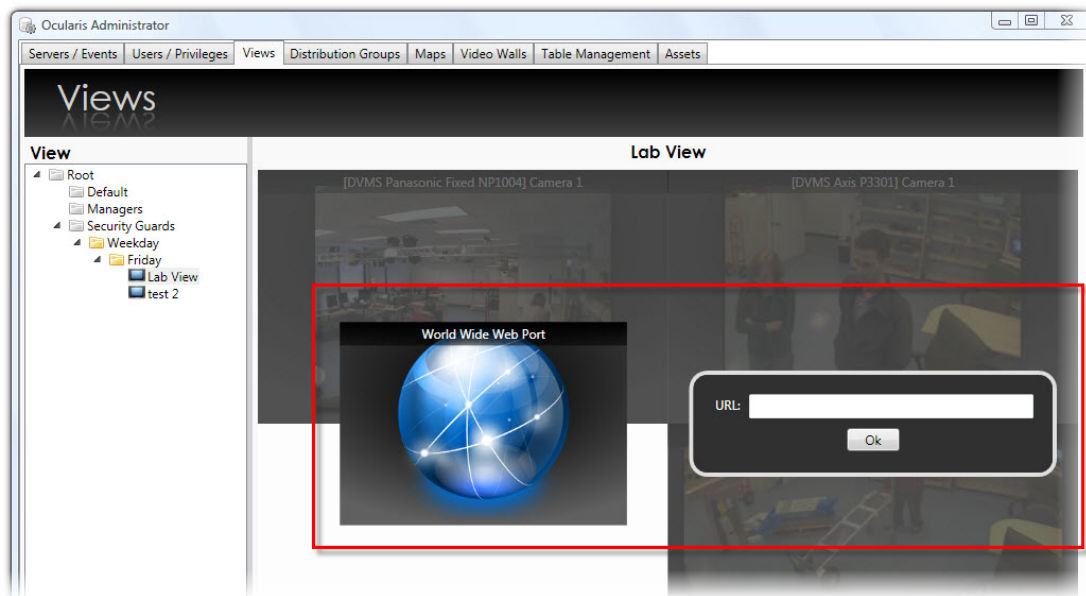 Ocularis Administrator
Servers / Events Users / Privileges Views Distribution Groups Maps Video Walls Table Management Assets
Views
View
Lab View
Root
Default
Managers
Security Guards
Weekday
Friday
Lab View
test 2
[DVMS Panasonic Fixed NP1004] Camera 1
[DVMS Axis P3301] Camera 1
World Wide Web Port
URL:
Ok